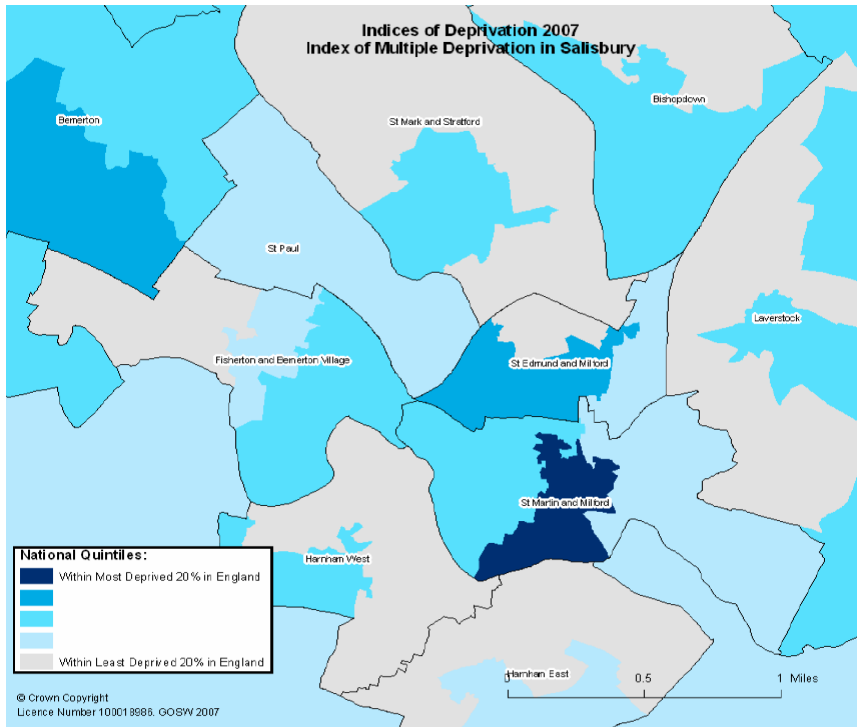 Indices of Deprivation 2007
Index of Multiple Deprivation in Salisbury
Bishopdown
Bemerton
St Mark and Stratford
St Paul
Laverstock
Fisherton and Bemerton Village
St Edmund and Milford
St Martin and Milford
Harnham West
National Quintiles:
Within Most Deprived 20% in England
Within Least Deprived 20% in England
Harnham East
0 0.5 1 Miles
© Crown Copyright
Licence Number 100018986. GOSW 2007